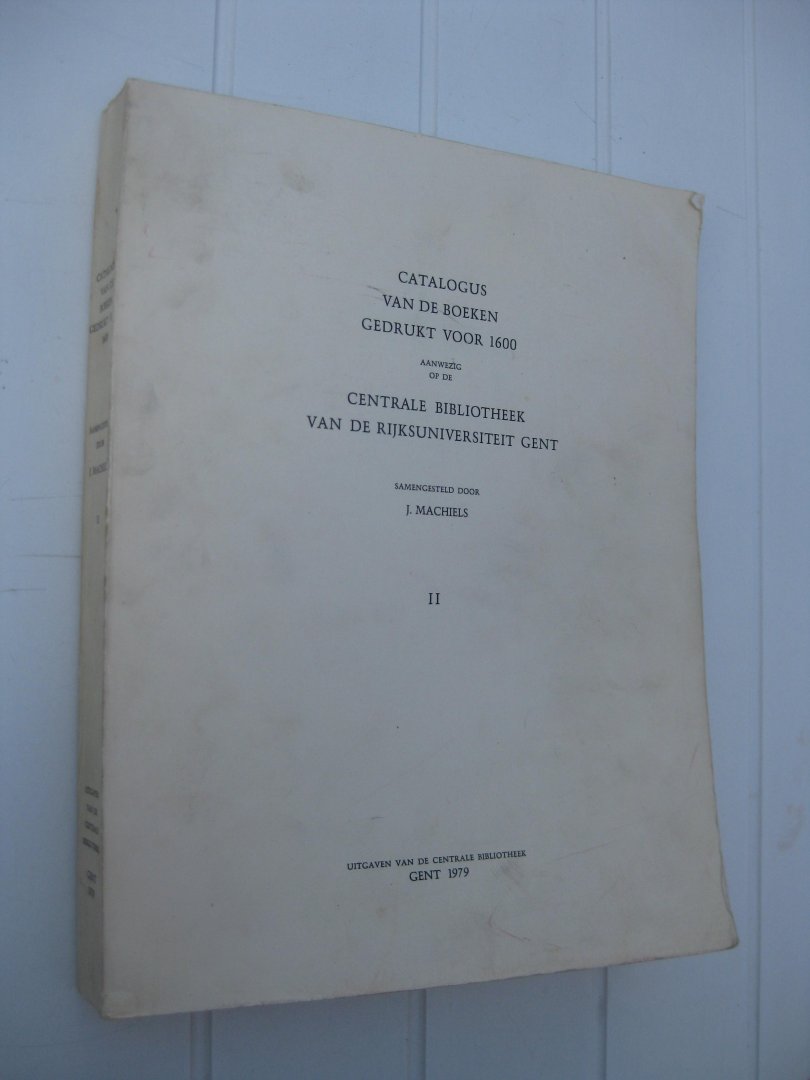 CATALOGUS
VAN DE BOEKEN
GEDRUKT VOOR 1600
AANWEZIG
OP DE
CENTRALE BIBLIOTHEEK
VAN DE RIJKSUNIVERSITEIT GENT
SAMENGESTELD DOOR
J. MACHIELS
II
UITGAVEN VAN DE CENTRALE BIBLIOTHEEK
GENT 1979